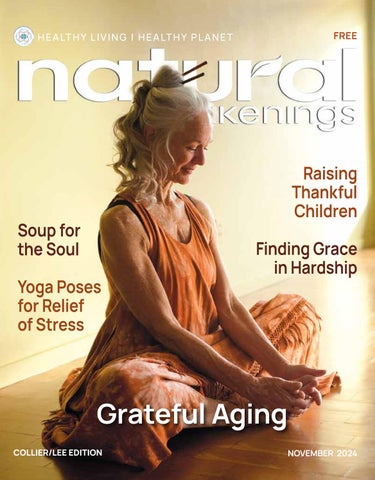 HEALTHY LIVING | HEALTHY PLANET
FREE
natural
kenings
Raising
Thankful
Children
Soup for
the Soul
Finding Grace
in Hardship
Yoga Poses
for Relief
of Stress
Grateful Aging
COLLIER/LEE EDITION
NOVEMBER 2024